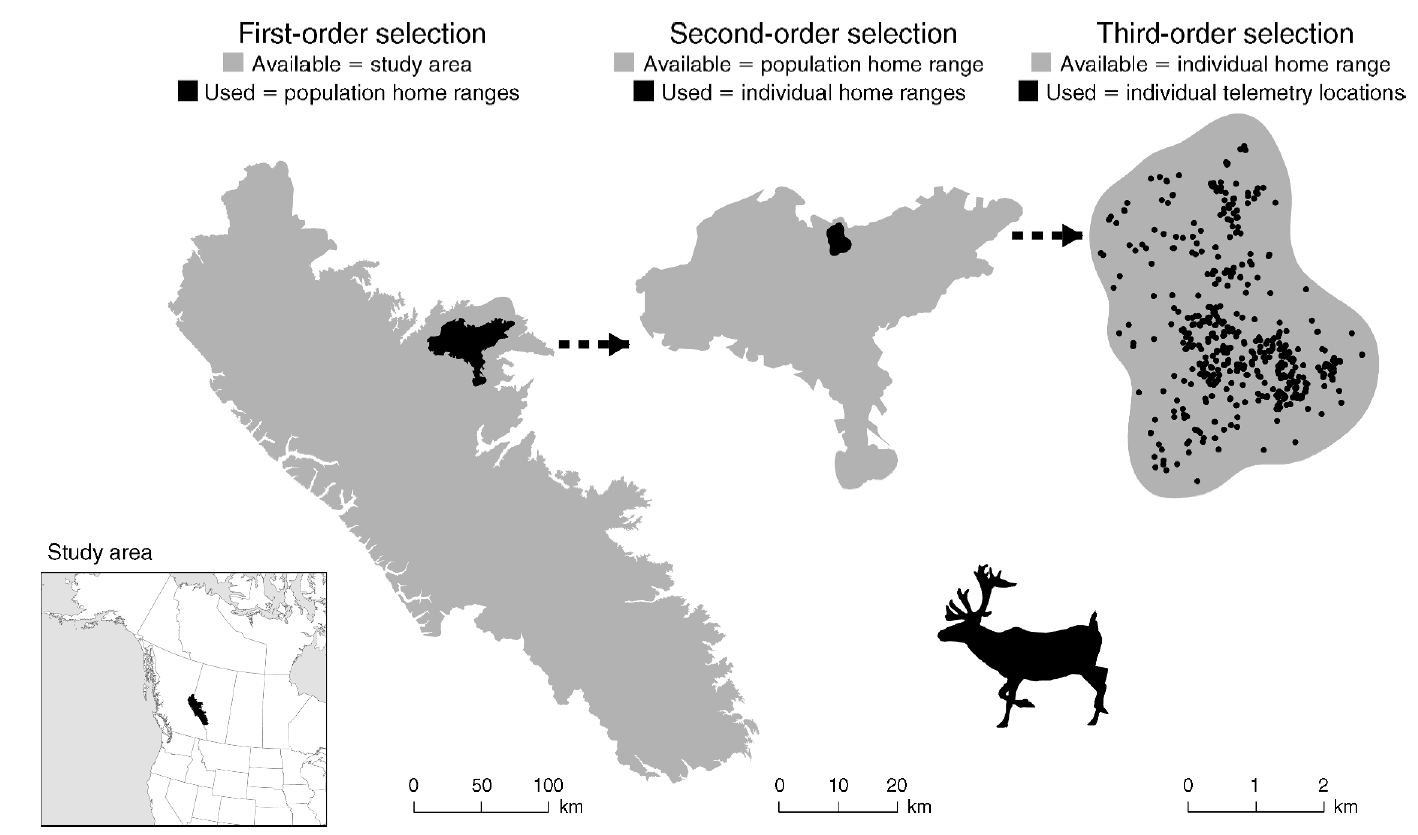 First-order selection
Available = study area
Used = population home ranges
Second-order selection
Available = population home range
Used = individual home ranges
Third-order selection
Available = individual home range
Used = individual telemetry locations
Study area
0 50 100
km
0 10 20
km
0 1 2
km